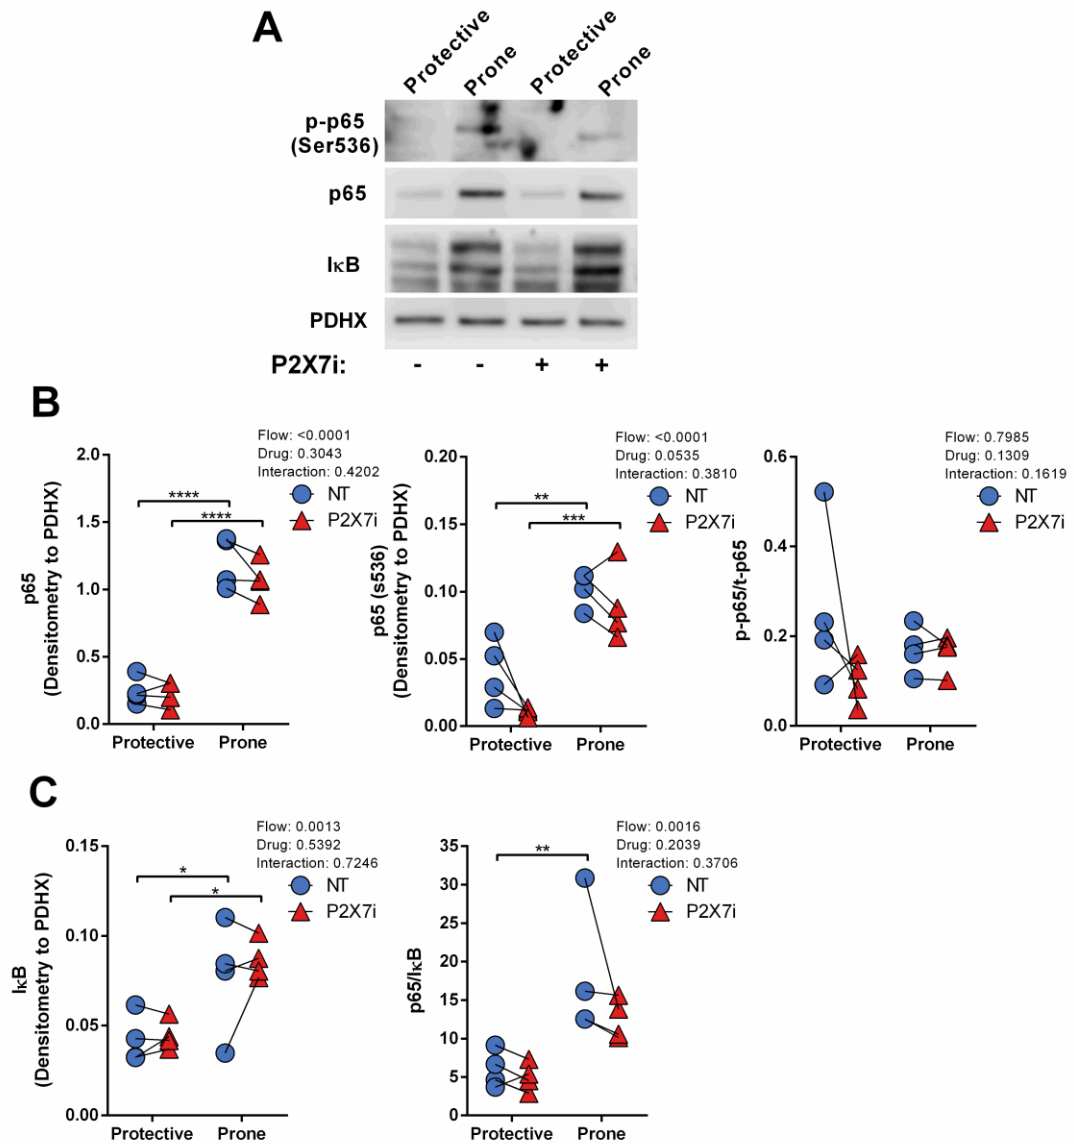 A
Protective
Prone
Protective
Prone
p-p65
(Ser536)
p65
IκB
PDHX
P2X7i: - - + +
B
Flow: <0.0001
Drug: 0.3043
Interaction: 0.4202
NT
P2X7i
****
****
p65
(Densitometry to PDHX)
2.0
1.5
1.0
0.5
0.0
Protective Prone
Flow: <0.0001
Drug: 0.0535
Interaction: 0.3810
NT
P2X7i
**
***
p65 (s536)
(Densitometry to PDHX)
0.20
0.15
0.10
0.05
0.00
Protective Prone
Flow: 0.7985
Drug: 0.1309
Interaction: 0.1619
NT
P2X7i
p-p65/t-p65
0.6
0.4
0.2
0.0
Protective Prone
C
Flow: 0.0013
Drug: 0.5392
Interaction: 0.7246
NT
P2X7i
*
*
IκB
(Densitometry to PDHX)
0.15
0.10
0.05
0.00
Protective Prone
Flow: 0.0016
Drug: 0.2039
Interaction: 0.3706
NT
P2X7i
**
p65/IκB
35
30
25
20
15
10
5
0
Protective Prone